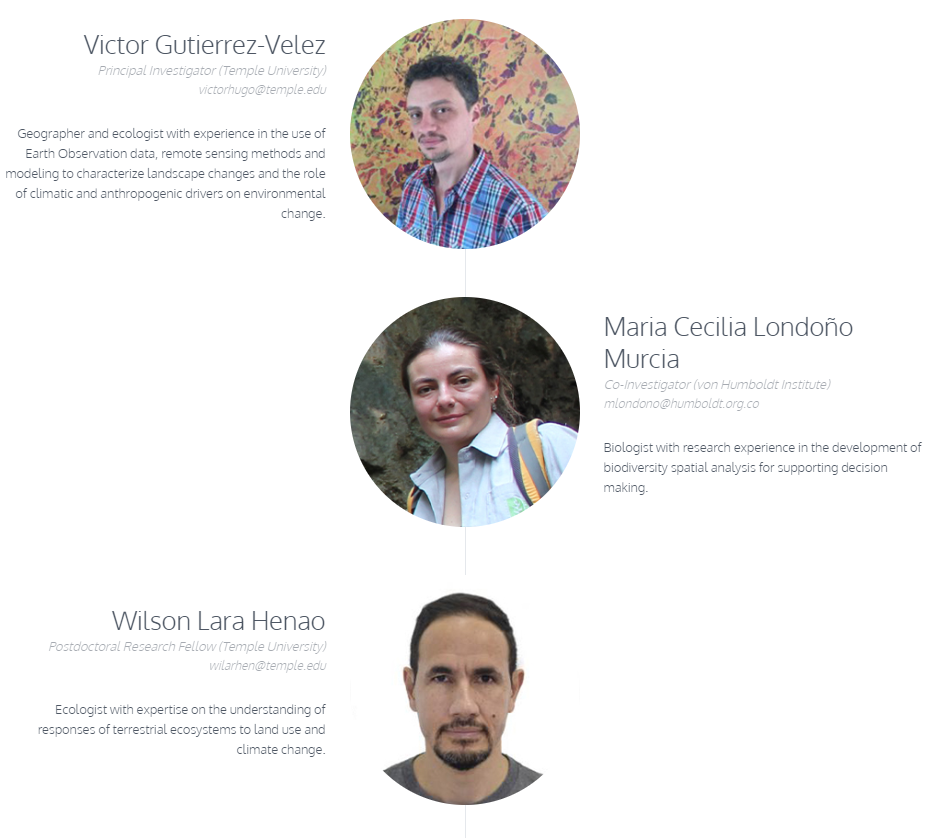 Victor Gutierrez-Velez
Principal Investigator (Temple University)
victorhugo@temple.edu
Geographer and ecologist with experience in the use of
Earth Observation data, remote sensing methods and
modeling to characterize landscape changes and the role
of climatic and anthropogenic drivers on environmental
change.
Maria Cecilia Londoño
Murcia
Co-Investigator (von Humboldt Institute)
mlondono@humboldt.org.co
Biologist with research experience in the development of
biodiversity spatial analysis for supporting decision
making.
Wilson Lara Henao
Postdoctoral Research Fellow (Temple University)
wilarhen@temple.edu
Ecologist with expertise on the understanding of
responses of terrestrial ecosystems to land use and
climate change.